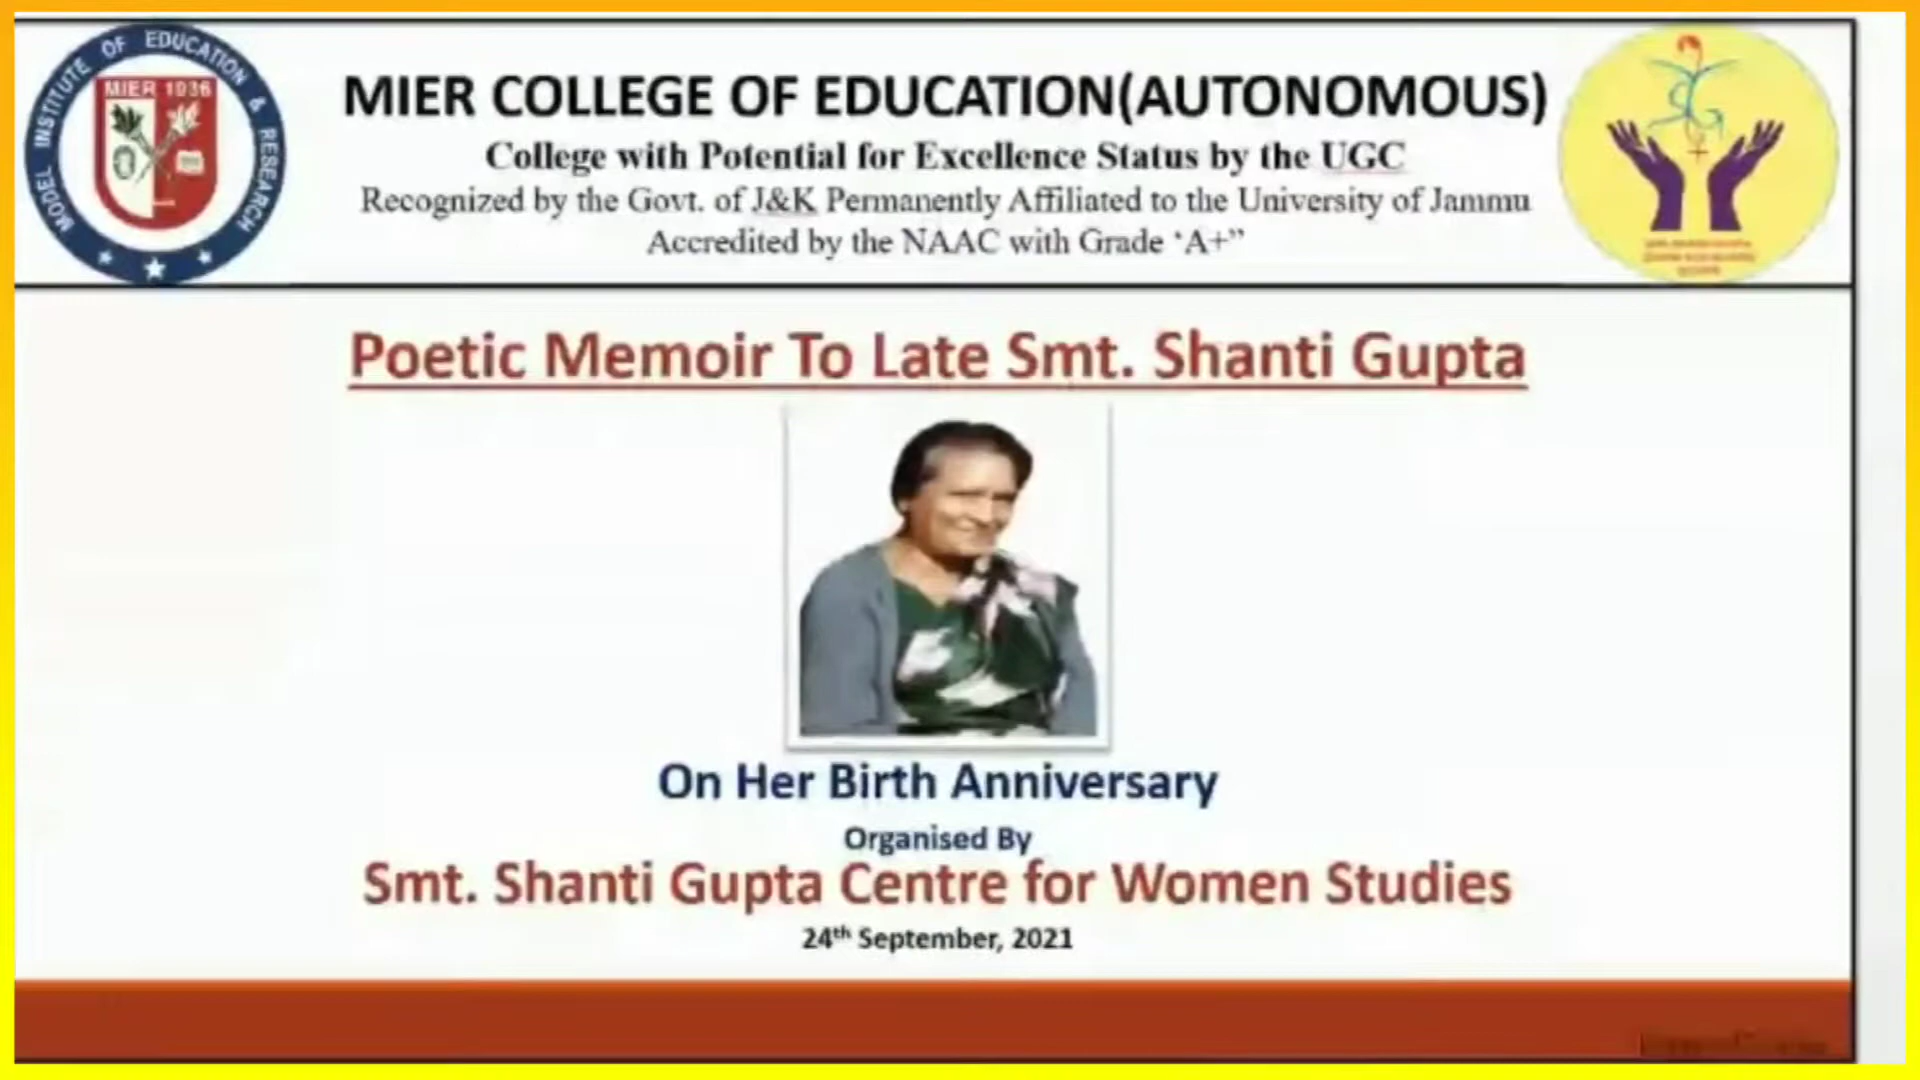 MODEL INSTITUTE OF EDUCATION & RESEARCH
MIER 1936
MIER COLLEGE OF EDUCATION(AUTONOMOUS)
College with Potential for Excellence Status by the UGC
Recognized by the Govt. of J&K Permanently Affiliated to the University of Jammu
Accredited by the NAAC with Grade 'A+”
Poetic Memoir To Late Smt. Shanti Gupta
On Her Birth Anniversary
Organised By
Smt. Shanti Gupta Centre for Women Studies
24th September, 2021